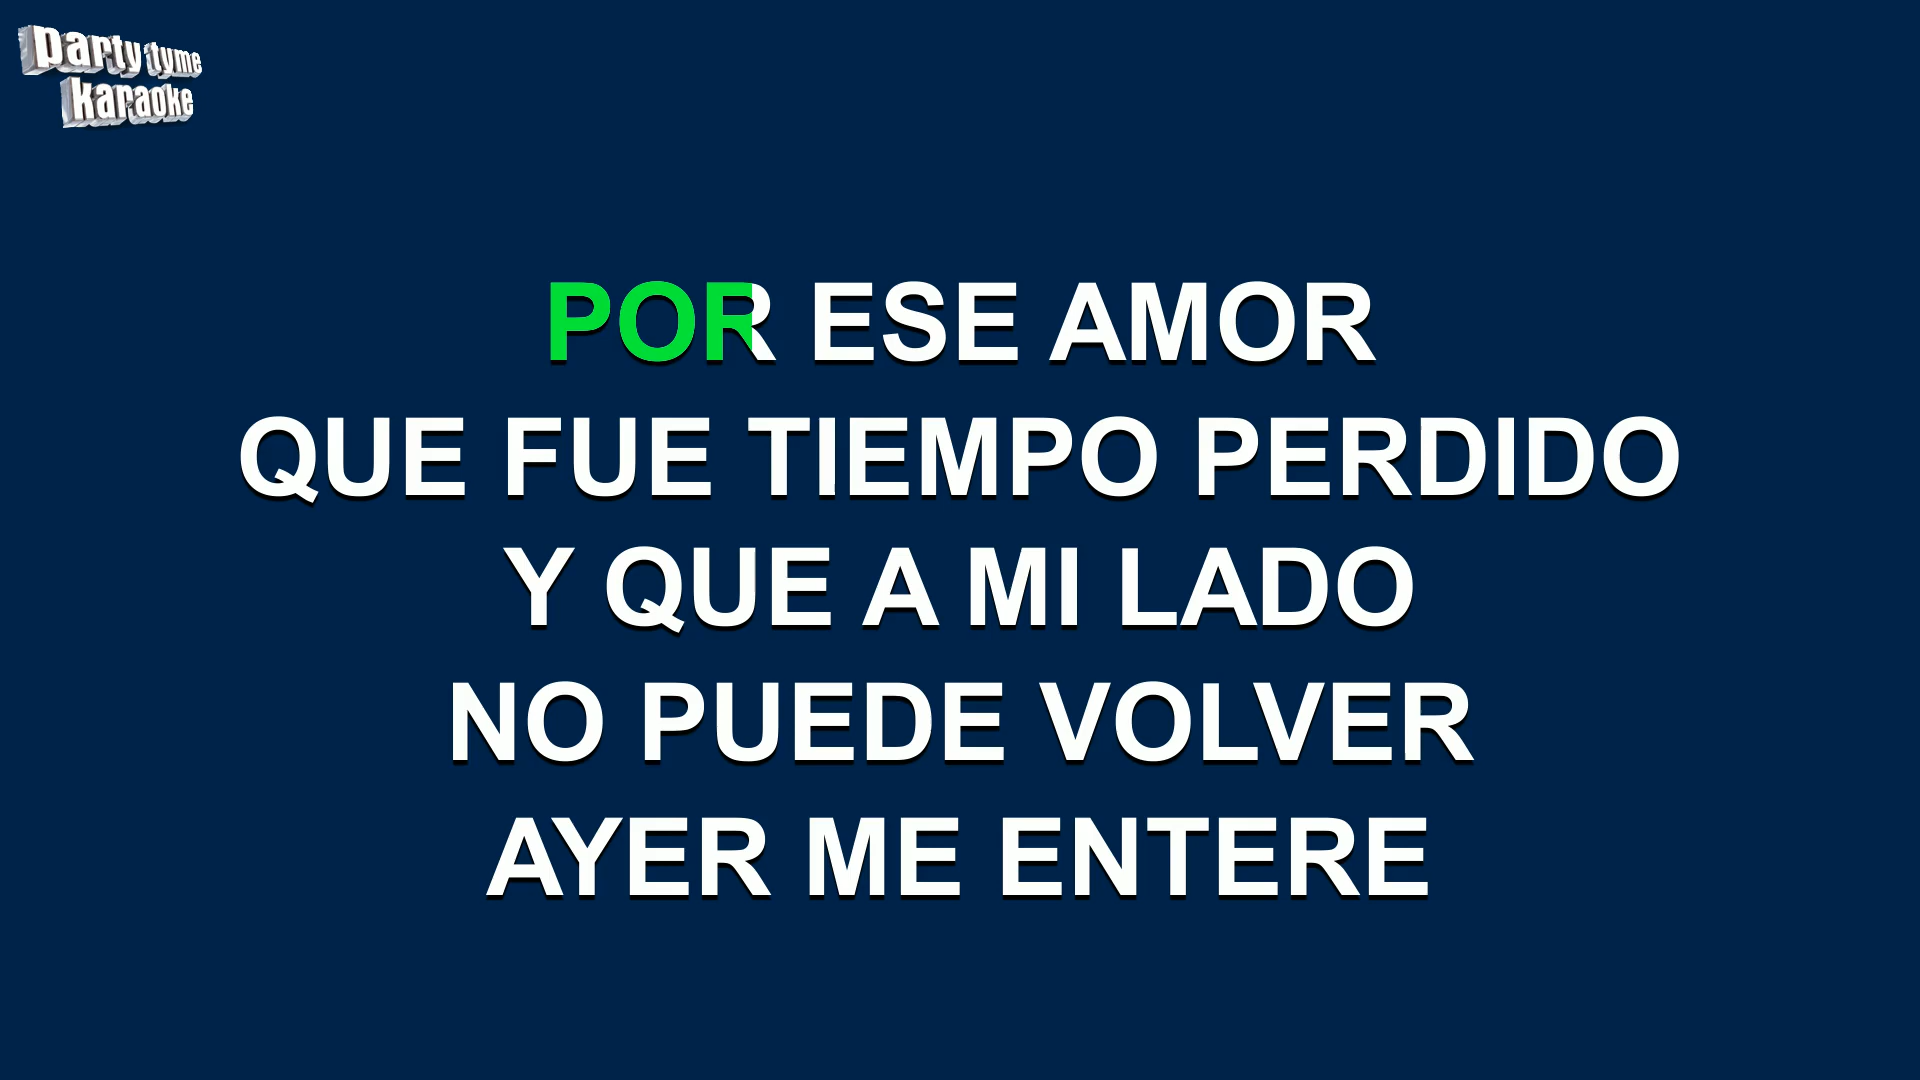 party tyme
karaoke
POR ESE AMOR
QUE FUE TIEMPO PERDIDO
Y QUE A MI LADO
NO PUEDE VOLVER
AYER ME ENTERE